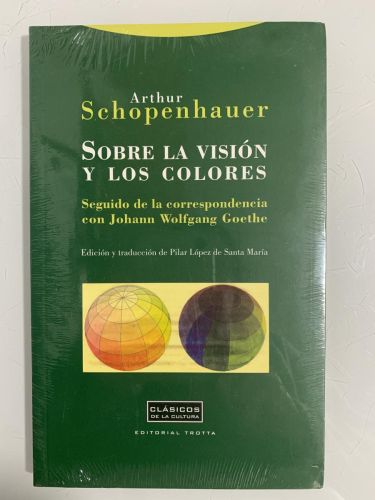 Arthur
Schopenhauer
SOBRE LA VISIÓN
Y LOS COLORES
Seguido de la correspondencia
con Johann Wolfgang Goethe
Edición y traducción de Pilar López de Santa María
CLÁSICOS
DE LA CULTURA
EDITORIAL TROTTA